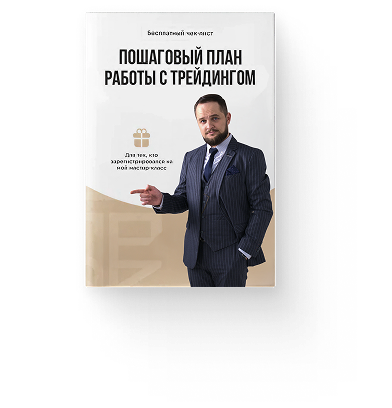 Бесплатный чек-лист
ПОШАГОВЫЙ ПЛАН
РАБОТЫ С ТРЕЙДИНГОМ
Для тех, кто
зарегистрировался на
мой мастер-класс